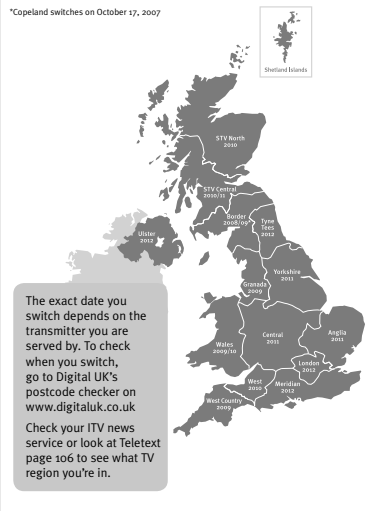 *Copeland switches on October 17, 2007
Shetland Islands
STV North
2010
STV Central
2010/11
Border
2008/09*
Tyne
Tees
2012
Ulster
2012
Yorkshire
2011
Granada
2009
Central
2011
Anglia
2011
Wales
2009/10
London
2012
West
2010
Meridian
2012
West Country
2009
The exact date you
switch depends on the
transmitter you are
served by. To check
when you switch,
go to Digital UK's
postcode checker on
www.digitaluk.co.uk
Check your ITV news
service or look at Teletext
page 106 to see what TV
region you're in.